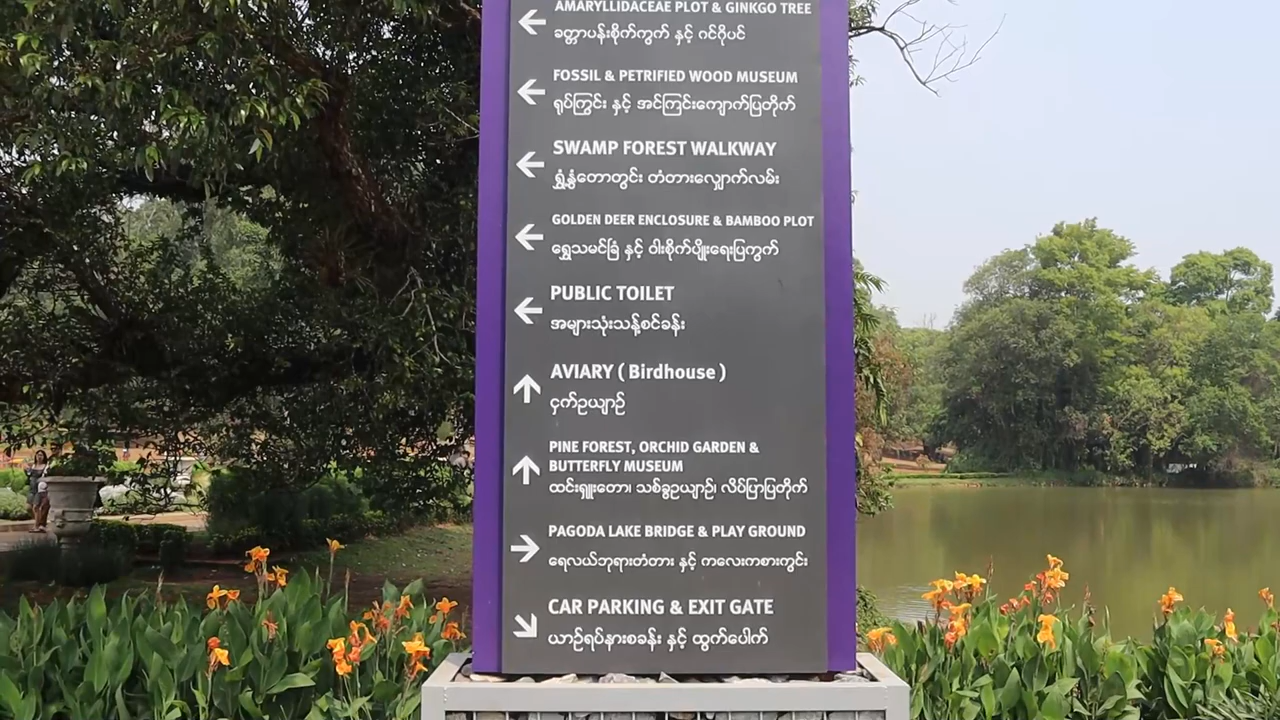 AMARYLLIDACEAE PLOT & GINKGO TREE
ခတ္တာပန်းစိုက်ကွက် နှင့် ဂင်ဂိုပင်
FOSSIL & PETRIFIED WOOD MUSEUM
ရုပ်ကြွင်း နှင့် အင်ကြင်းကျောက်ပြတိုက်
SWAMP FOREST WALKWAY
ရွှံ့နွံတောတွင်း တံတားလျှောက်လမ်း
GOLDEN DEER ENCLOSURE & BAMBOO PLOT
ရွှေသမင်ခြံ နှင့် ဝါးစိုက်ပျိုးရေးပြကွက်
PUBLIC TOILET
အများသုံးသန့်စင်ခန်း
AVIARY ( Birdhouse )
ငှက်ဥယျာဉ်
PINE FOREST, ORCHID GARDEN &
BUTTERFLY MUSEUM
ထင်းရှူးတော၊ သစ်ခွဥယျာဉ်၊ လိပ်ပြာပြတိုက်
PAGODA LAKE BRIDGE & PLAY GROUND
ရေလယ်ဘုရားတံတား နှင့် ကလေးကစားကွင်း
CAR PARKING & EXIT GATE
ယာဉ်ရပ်နားစခန်း နှင့် ထွက်ပေါက်